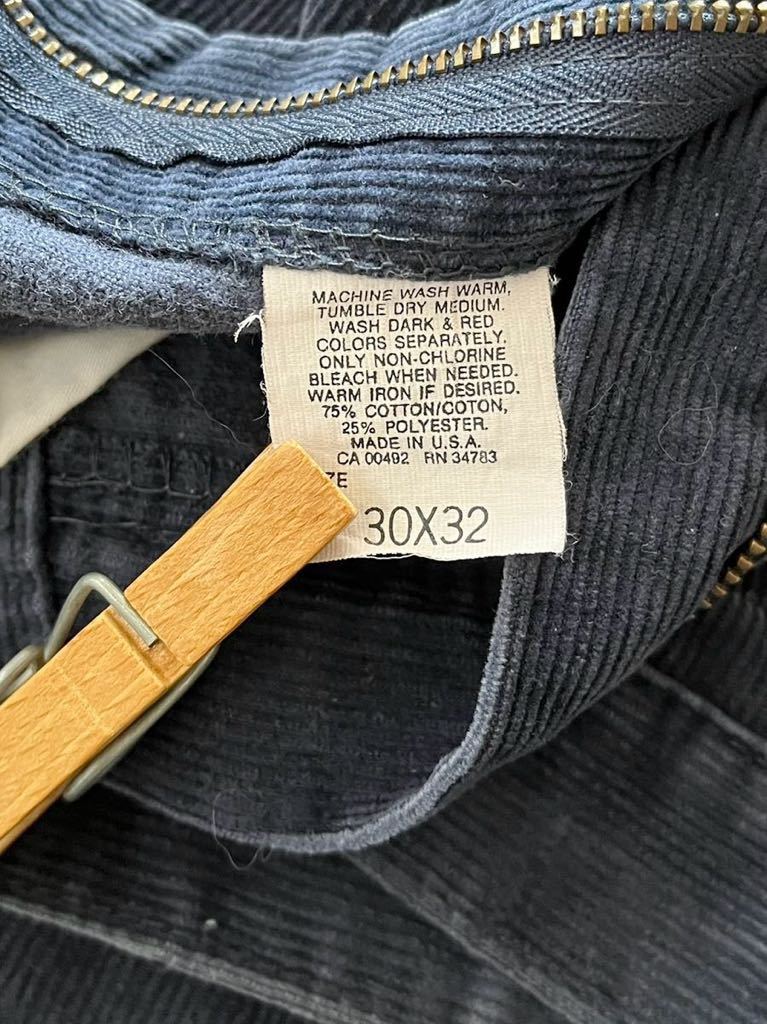 MACHINE WASH WARM,
TUMBLE DRY MEDIUM.
WASH DARK & RED
COLORS SEPARATELY.
ONLY NON-CHLORINE
BLEACH WHEN NEEDED.
WARM IRON IF DESIRED.
75% COTTON/COTON,
25% POLYESTER.
MADE IN U.S.A.
CA 00492 RN 34783
ZE
30X32